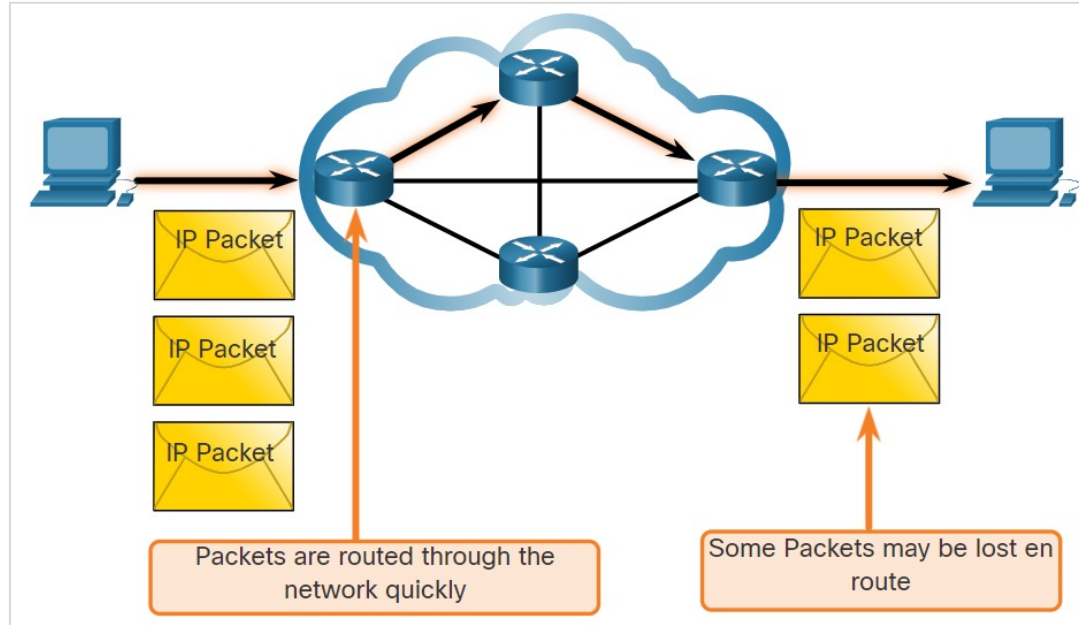 IP Packet
IP Packet
IP Packet
IP Packet
IP Packet
Packets are routed through the
network quickly
Some Packets may be lost en
route